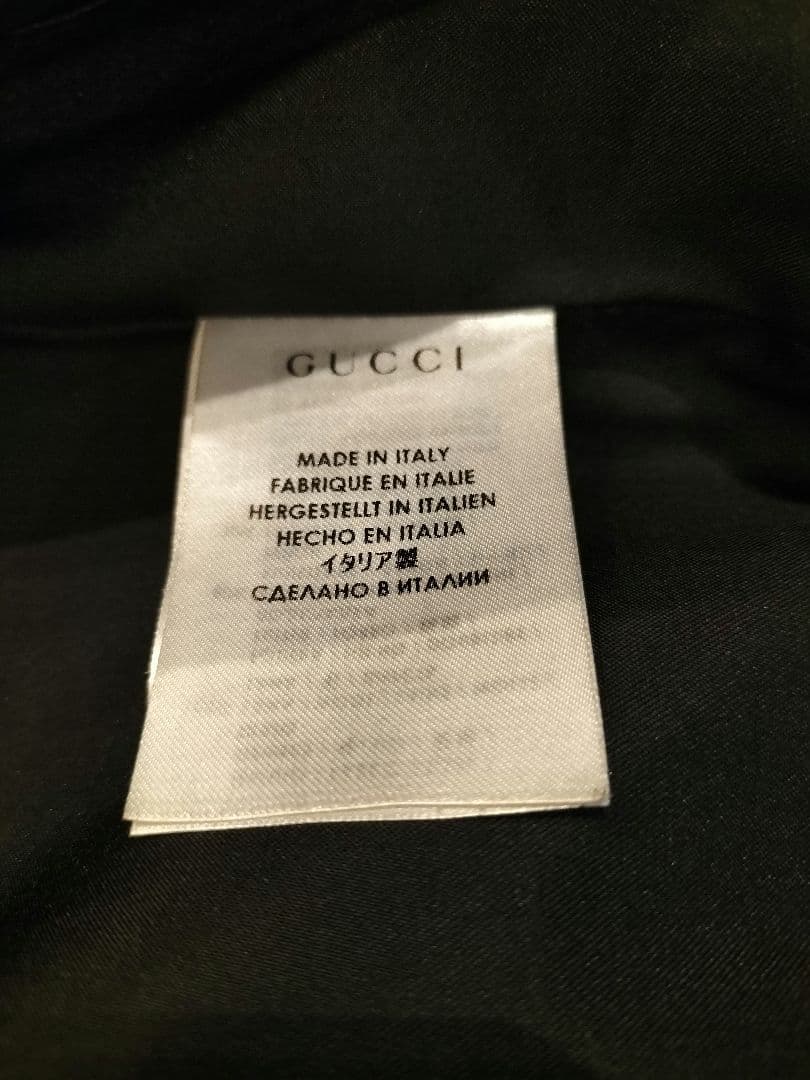 GUCCI
MADE IN ITALY
FABRIQUE EN ITALIE
HERGESTELLT IN ITALIEN
HECHO EN ITALIA
イタリア製
СДЕЛАНО В ИТАЛИИ